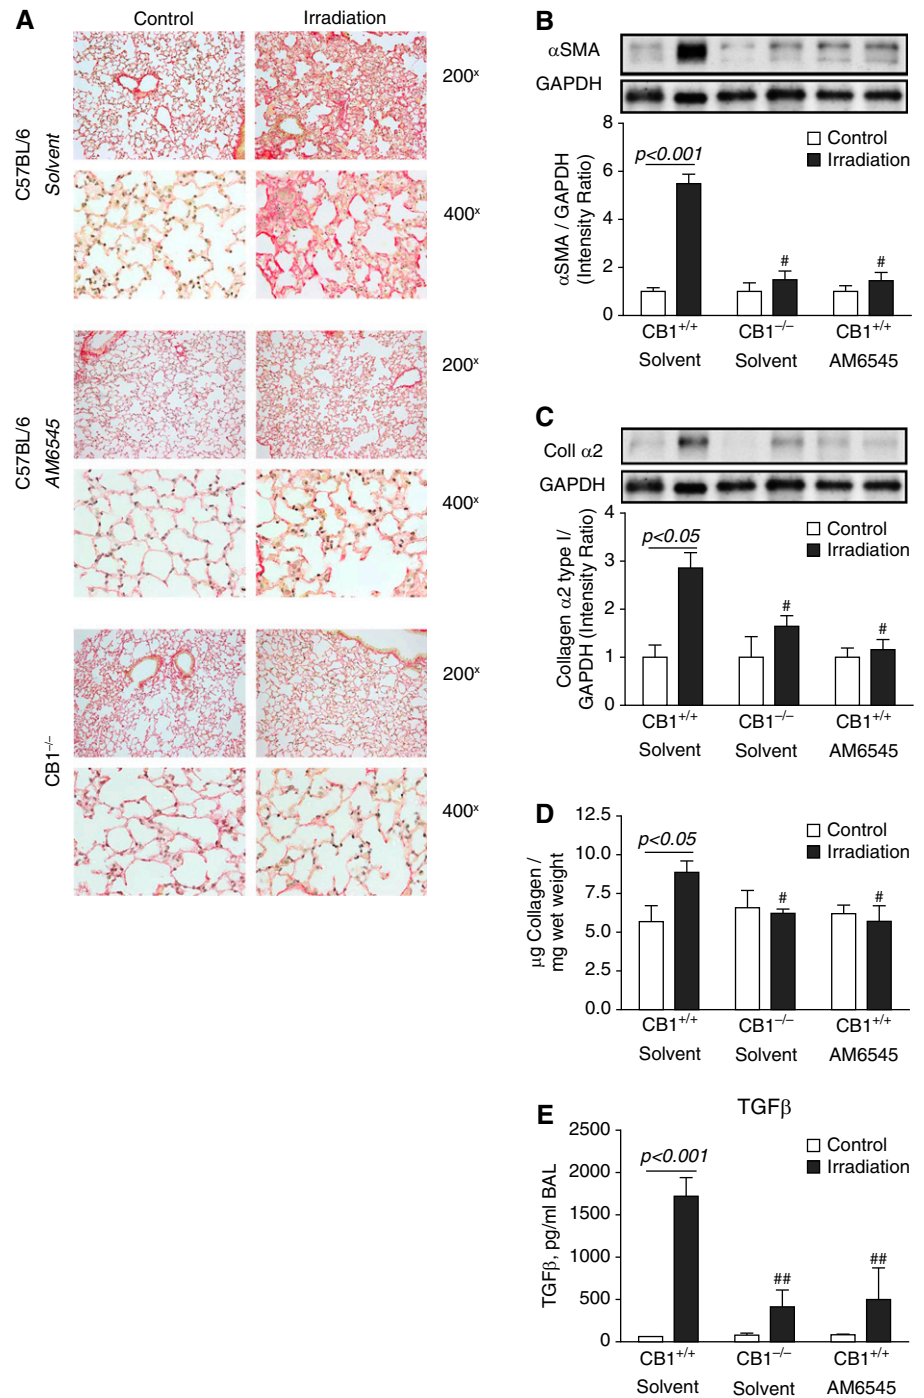 A
Control
Irradiation
C57BL/6
Solvent
200x
400x
C57BL/6
AM6545
200x
400x
CB1–/–
200x
400x
B
αSMA
GAPDH
αSMA / GAPDH
(Intensity Ratio)
8
6
4
2
0
Control
Irradiation
p<0.001
#
#
CB1+/+ CB1–/– CB1+/+
Solvent Solvent AM6545
C
Coll α2
GAPDH
Collagen α2 type I/
GAPDH (Intensity Ratio)
4
3
2
1
0
Control
Irradiation
p<0.05
#
#
CB1+/+ CB1–/– CB1+/+
Solvent Solvent AM6545
D
μg Collagen /
mg wet weight
12.5
10.0
7.5
5.0
2.5
0.0
Control
Irradiation
p<0.05
#
#
CB1+/+ CB1–/– CB1+/+
Solvent Solvent AM6545
E
TGFβ
TGFβ, pg/ml BAL
2500
2000
1500
1000
500
0
Control
Irradiation
p<0.001
##
##
CB1+/+ CB1–/– CB1+/+
Solvent Solvent AM6545